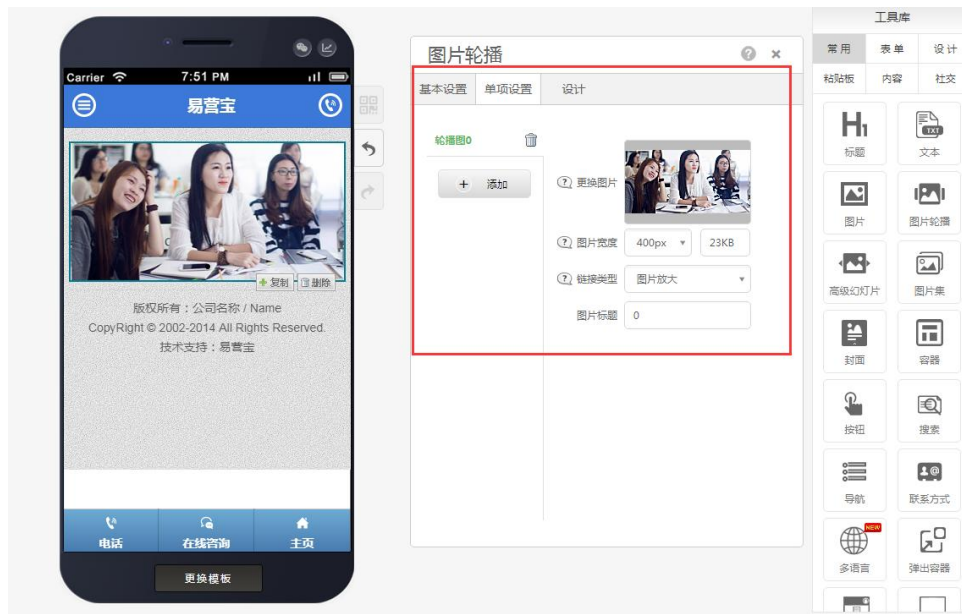 Carrier
7:51 PM
易营宝
复制
删除
版权所有：公司名称 / Name
CopyRight © 2002-2014 All Rights Reserved.
技术支持：易营宝
电话
在线咨询
主页
更换模板
图片轮播
? ×
基本设置 单项设置 设计
轮播图0
+ 添加
? 更换图片
? 图片宽度 400px 23KB
? 链接类型 图片放大
图片标题 0
工具库
常用 表单 设计
粘贴板 内容 社交
H1 TXT
标题 文本
图片 图片轮播
高级幻灯片 图片集
封面 容器
按钮 搜索
导航 联系方式
NEW
多语言 弹出容器